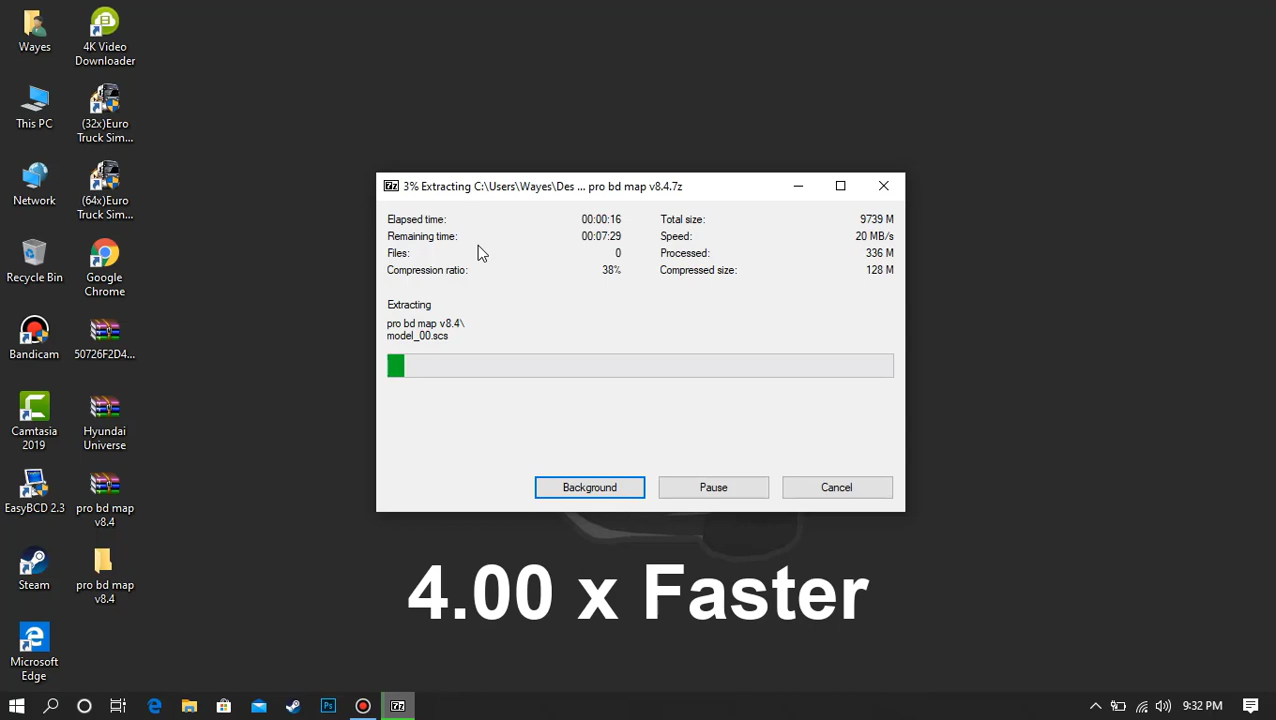 Wayes
4K Video
Downloader
This PC
(32x)Euro
Truck Sim...
Network
(64x)Euro
Truck Sim...
Recycle Bin
Google
Chrome
Bandicam
50726F2D4...
Camtasia
2019
Hyundai
Universe
EasyBCD 2.3
pro bd map
v8.4
Steam
pro bd map
v8.4
Microsoft
Edge
7z 3% Extracting C:\Users\Wayes\Des ... pro bd map v8.4.7z
Elapsed time: 00:00:16 Total size: 9739 M
Remaining time: 00:07:29 Speed: 20 MB/s
Files: 0 Processed: 336 M
Compression ratio: 38% Compressed size: 128 M
Extracting
pro bd map v8.4\
model_00.scs
Background Pause Cancel
4.00 x Faster
Ps 7z 9:32 PM